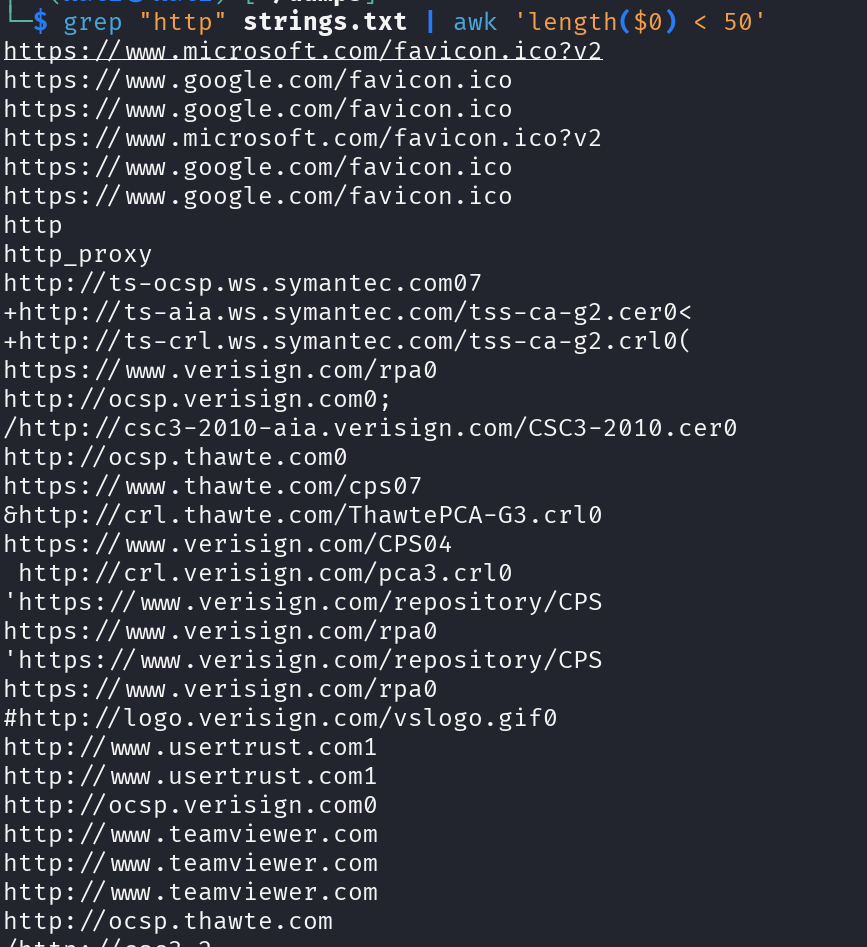 └─$ grep "http" strings.txt | awk 'length($0) < 50'
https://www.microsoft.com/favicon.ico?v2
https://www.google.com/favicon.ico
https://www.google.com/favicon.ico
https://www.microsoft.com/favicon.ico?v2
https://www.google.com/favicon.ico
https://www.google.com/favicon.ico
http
http_proxy
http://ts-ocsp.ws.symantec.com07
+http://ts-aia.ws.symantec.com/tss-ca-g2.cer0<
+http://ts-crl.ws.symantec.com/tss-ca-g2.crl0(
https://www.verisign.com/rpa0
http://ocsp.verisign.com0;
/http://csc3-2010-aia.verisign.com/CSC3-2010.cer0
http://ocsp.thawte.com0
https://www.thawte.com/cps07
&http://crl.thawte.com/ThawtePCA-G3.crl0
https://www.verisign.com/CPS04
 http://crl.verisign.com/pca3.crl0
'https://www.verisign.com/repository/CPS
https://www.verisign.com/rpa0
'https://www.verisign.com/repository/CPS
https://www.verisign.com/rpa0
#http://logo.verisign.com/vslogo.gif0
http://www.usertrust.com1
http://www.usertrust.com1
http://ocsp.verisign.com0
http://www.teamviewer.com
http://www.teamviewer.com
http://www.teamviewer.com
http://ocsp.thawte.com